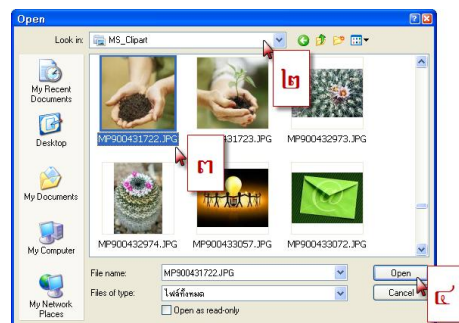 Open
Look in: MS_Clipart
๒
My Recent Documents
Desktop
My Documents
My Computer
My Network Places
MP900431722.JPG
431723.JPG
MP900432973.JPG
๓
MP900432974.JPG
MP900433057.JPG
MP900433072.JPG
File name: MP900431722.JPG
Open
Files of type: ไฟล์ทั้งหมด
Cancel
Open as read-only
๔